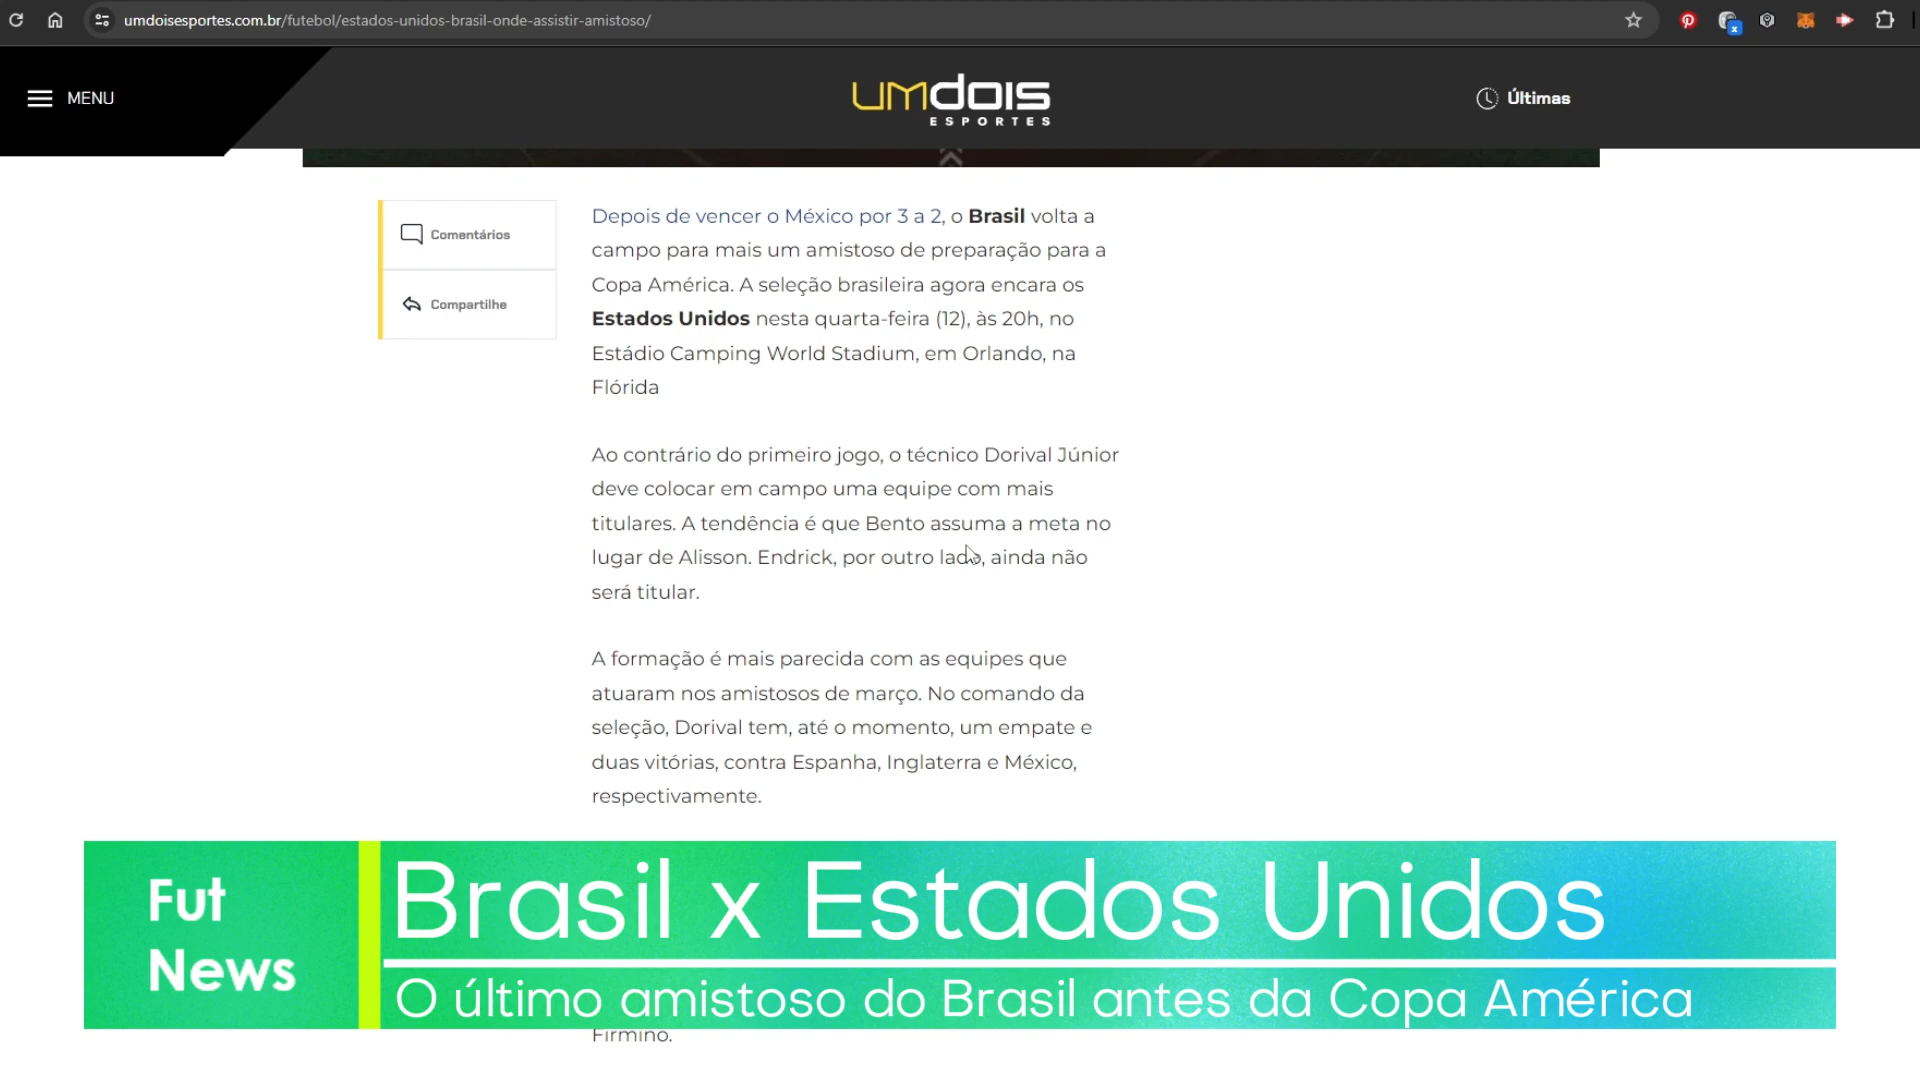 umdoisesportes.com.br/futebol/estados-unidos-brasil-onde-assistir-amistoso/
MENU
umdois
ESPORTES
Últimas
Comentários
Compartilhe
Depois de vencer o México por 3 a 2, o Brasil volta a
campo para mais um amistoso de preparação para a
Copa América. A seleção brasileira agora encara os
Estados Unidos nesta quarta-feira (12), às 20h, no
Estádio Camping World Stadium, em Orlando, na
Flórida
Ao contrário do primeiro jogo, o técnico Dorival Júnior
deve colocar em campo uma equipe com mais
titulares. A tendência é que Bento assuma a meta no
lugar de Alisson. Endrick, por outro lado, ainda não
será titular.
A formação é mais parecida com as equipes que
atuaram nos amistosos de março. No comando da
seleção, Dorival tem, até o momento, um empate e
duas vitórias, contra Espanha, Inglaterra e México,
respectivamente.
Fut
News
Brasil x Estados Unidos
O último amistoso do Brasil antes da Copa América
Firmino.